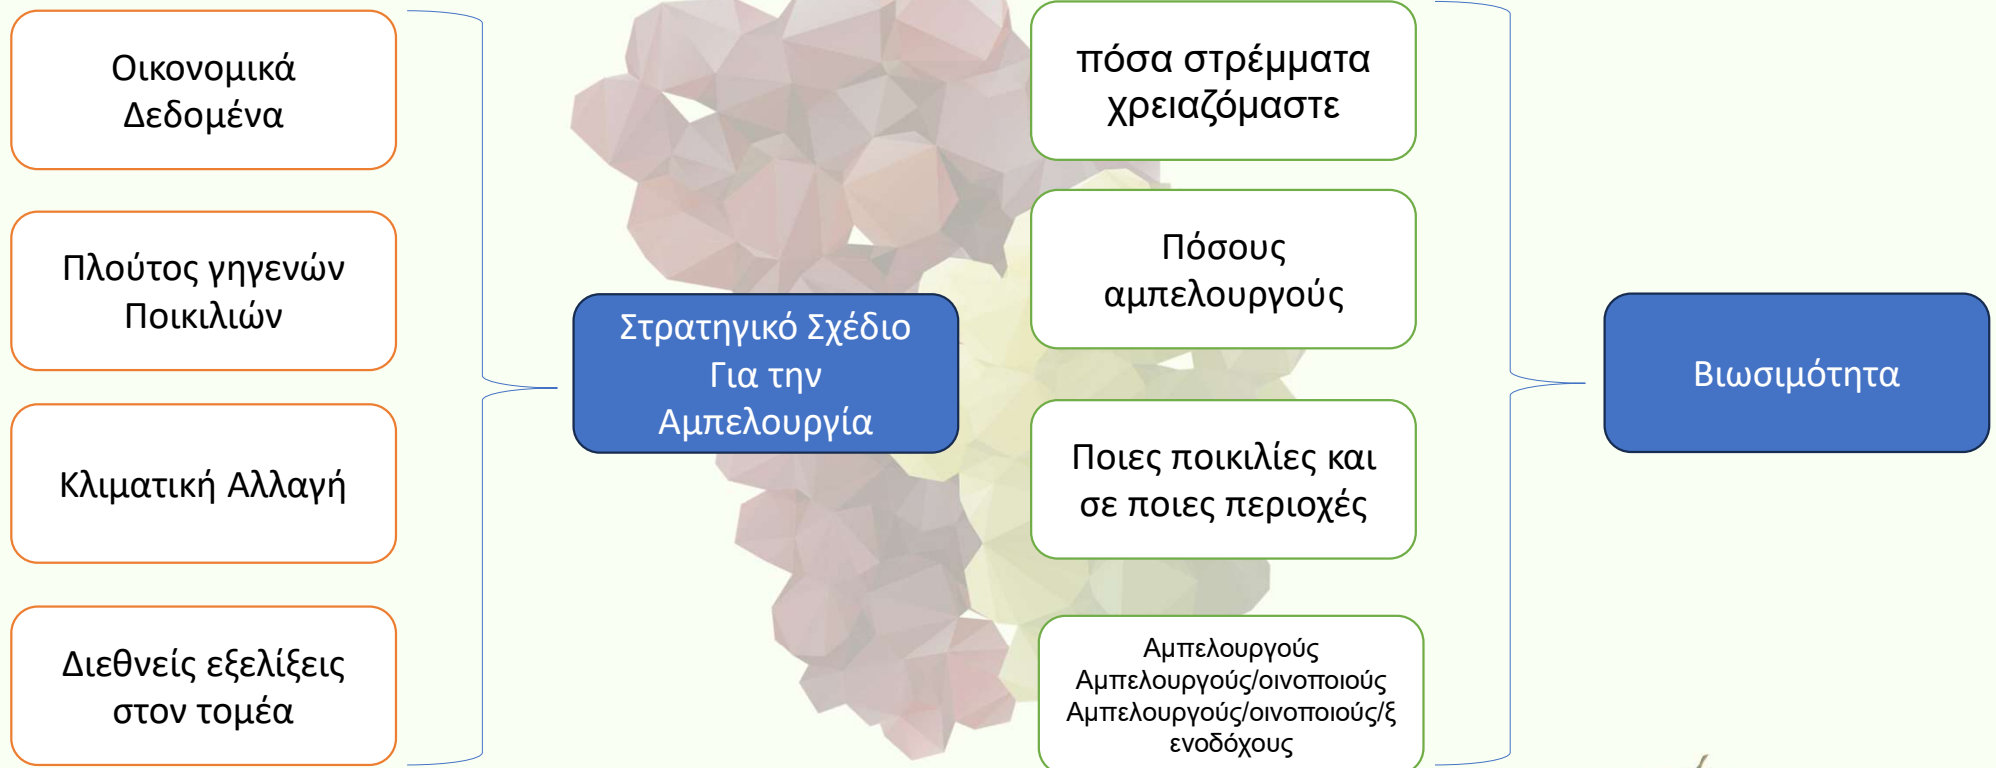 Οικονομικά
Δεδομένα
Πλούτος γηγενών
Ποικιλιών
Κλιματική Αλλαγή
Διεθνείς εξελίξεις
στον τομέα
Στρατηγικό Σχέδιο
Για την
Αμπελουργία
πόσα στρέμματα
χρειαζόμαστε
Πόσους
αμπελουργούς
Ποιες ποικιλίες και
σε ποιες περιοχές
Αμπελουργούς
Αμπελουργούς/οινοποιούς
Αμπελουργούς/οινοποιούς/ξ
ενοδόχους
Βιωσιμότητα